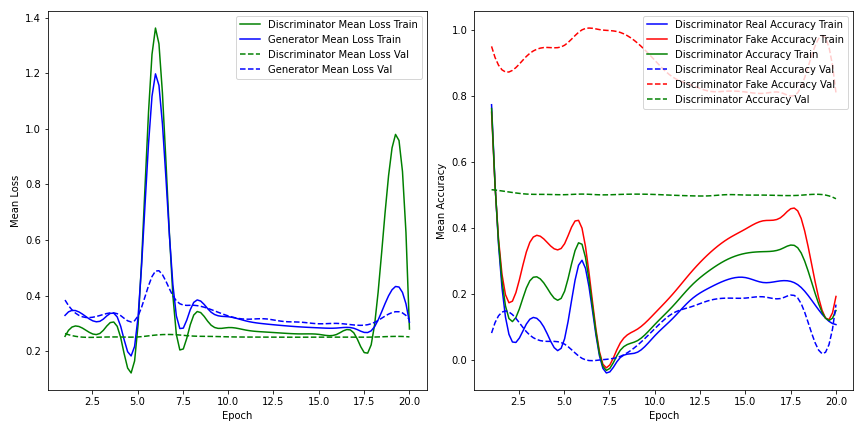 1.4
1.2
1.0
0.8
0.6
0.4
0.2
Mean Loss
2.5 5.0 7.5 10.0 12.5 15.0 17.5 20.0
Epoch
Discriminator Mean Loss Train
Generator Mean Loss Train
Discriminator Mean Loss Val
Generator Mean Loss Val
1.0
0.8
0.6
0.4
0.2
0.0
Mean Accuracy
2.5 5.0 7.5 10.0 12.5 15.0 17.5 20.0
Epoch
Discriminator Real Accuracy Train
Discriminator Fake Accuracy Train
Discriminator Accuracy Train
Discriminator Real Accuracy Val
Discriminator Fake Accuracy Val
Discriminator Accuracy Val